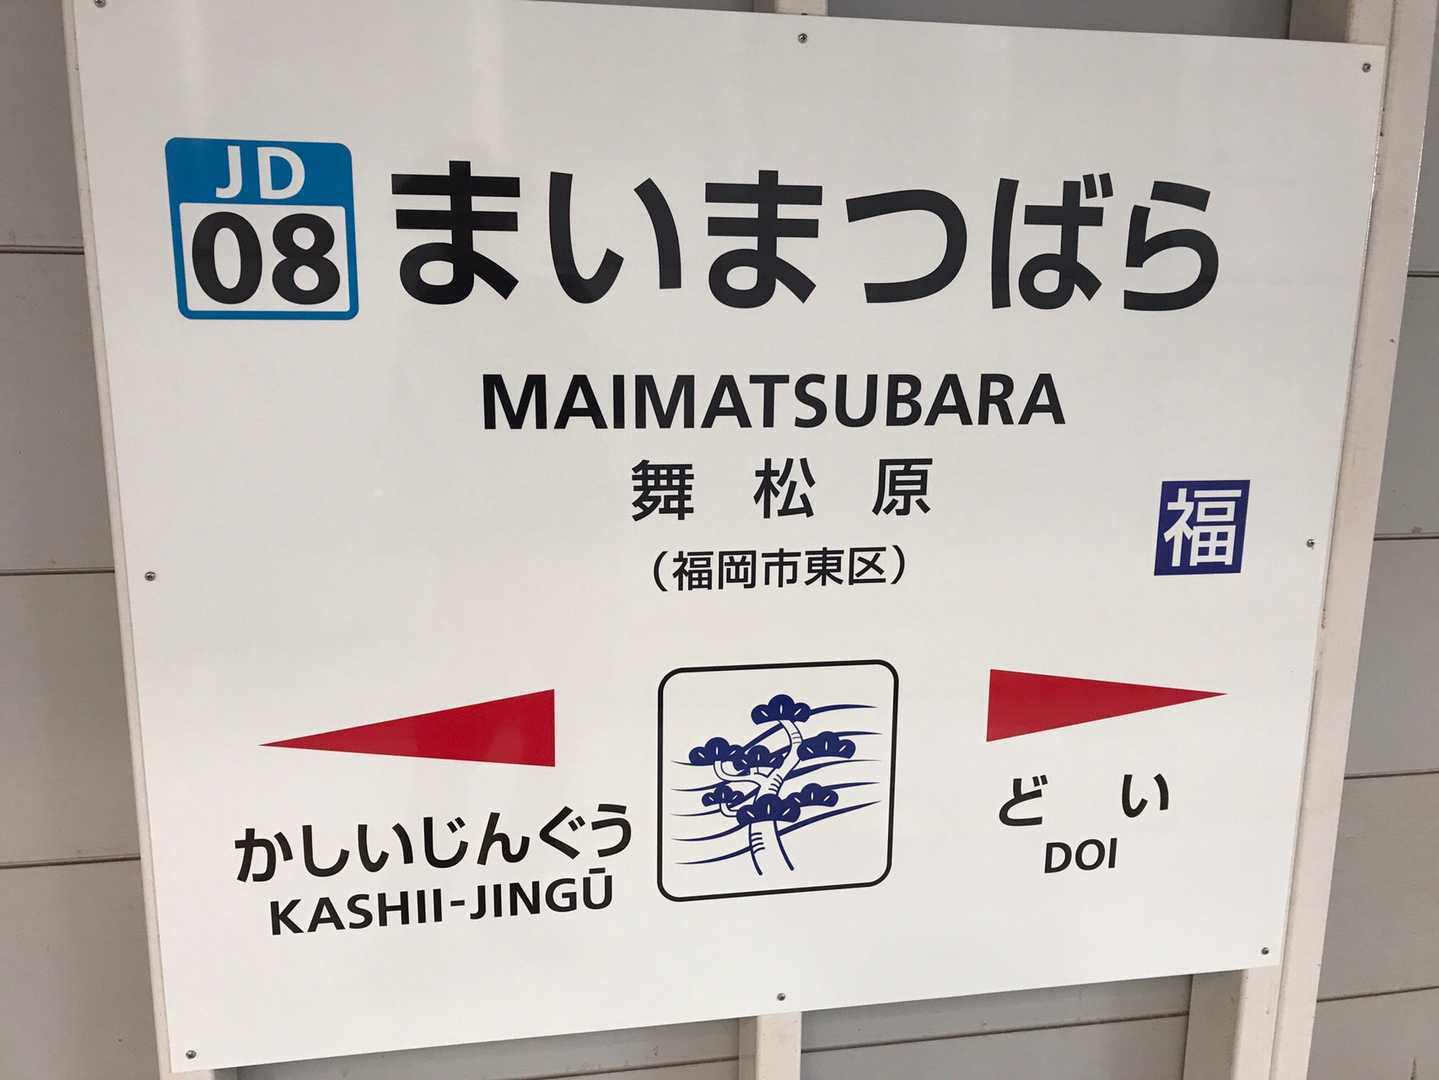 JD
08
まいまつばら
MAIMATSUBARA
舞松原
(福岡市東区)
福
かしいじんぐう
KASHII-JINGŪ
どい
DOI